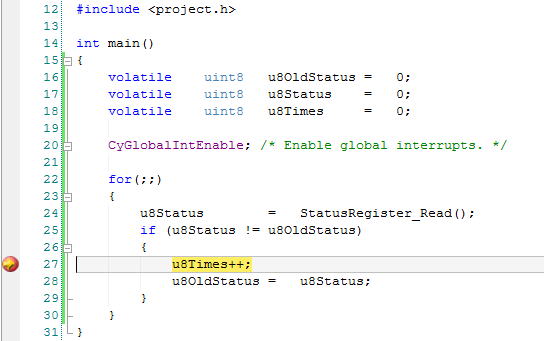 12 #include <project.h>
13
14 int main()
15 {
16 volatile uint8 u8OldStatus = 0;
17 volatile uint8 u8Status = 0;
18 volatile uint8 u8Times = 0;
19
20 CyGlobalIntEnable; /* Enable global interrupts. */
21
22 for(;;)
23 {
24 u8Status = StatusRegister_Read();
25 if (u8Status != u8OldStatus)
26 {
27 u8Times++;
28 u8OldStatus = u8Status;
29 }
30 }
31 }